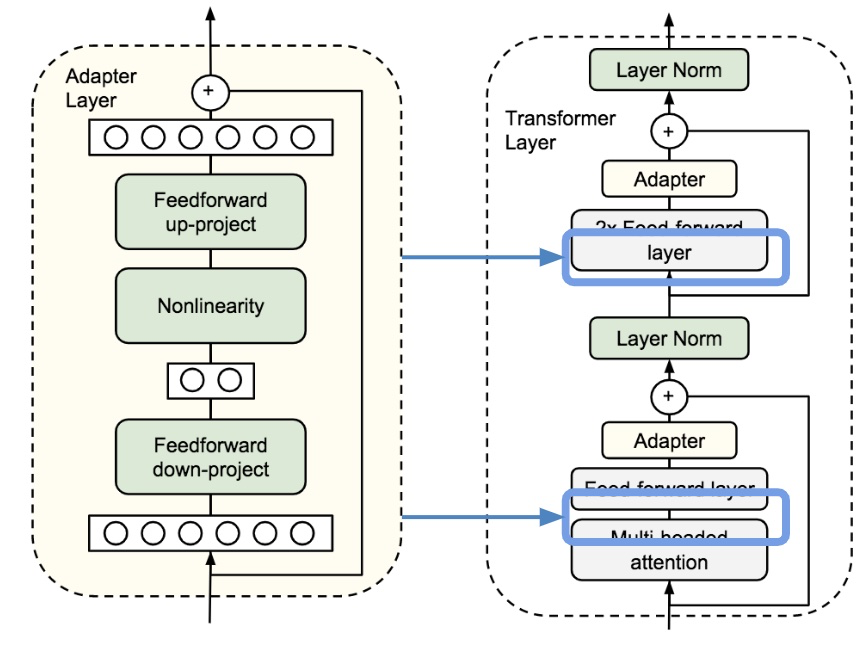 Adapter
Layer
+
Feedforward
up-project
Nonlinearity
Feedforward
down-project
Layer Norm
Transformer
Layer
+
Adapter
2x Feed-forward
layer
Layer Norm
+
Adapter
Feed-forward layer
Multi-headed
attention